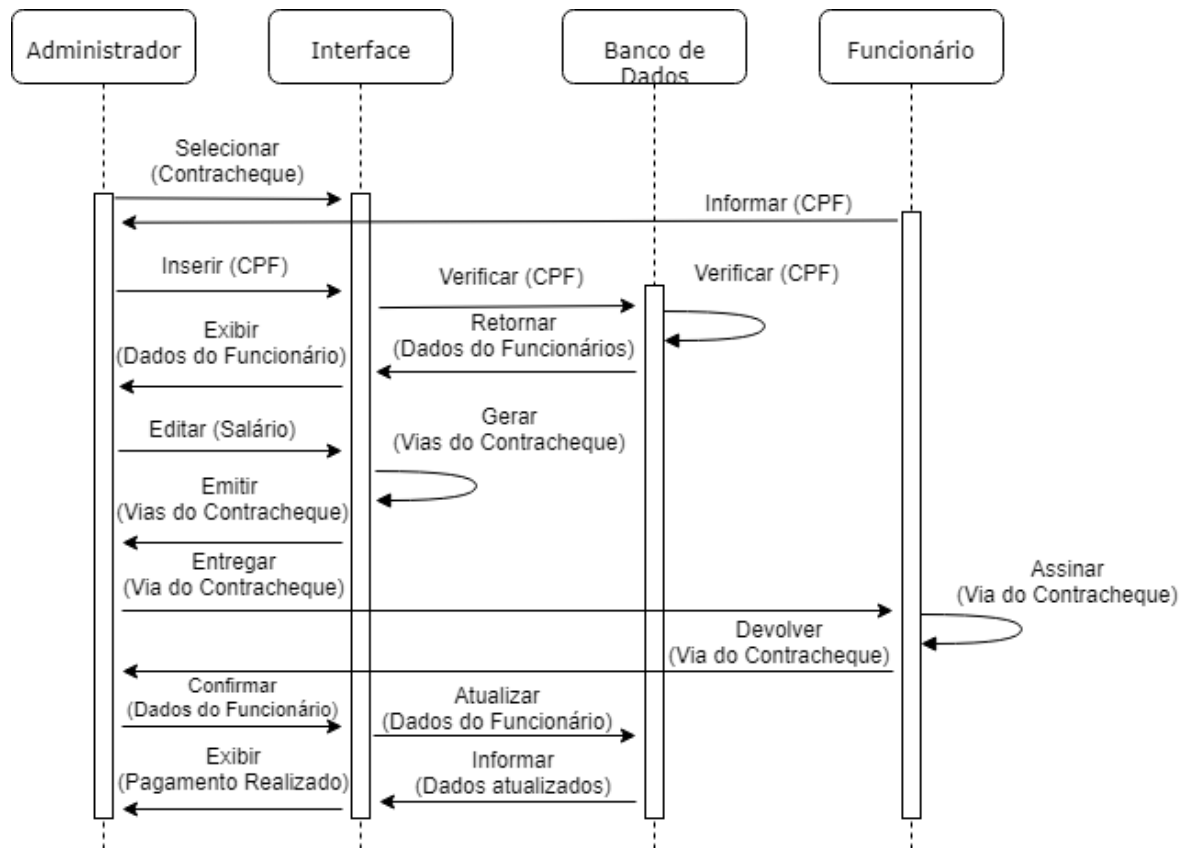 Administrador
Interface
Banco de
Dados
Funcionário
Selecionar
(Contracheque)
Informar (CPF)
Inserir (CPF)
Verificar (CPF)
Verificar (CPF)
Exibir
(Dados do Funcionário)
Retornar
(Dados do Funcionários)
Editar (Salário)
Gerar
(Vias do Contracheque)
Emitir
(Vias do Contracheque)
Entregar
(Via do Contracheque)
Assinar
(Via do Contracheque)
Devolver
(Via do Contracheque)
Confirmar
(Dados do Funcionário)
Atualizar
(Dados do Funcionário)
Exibir
(Pagamento Realizado)
Informar
(Dados atualizados)